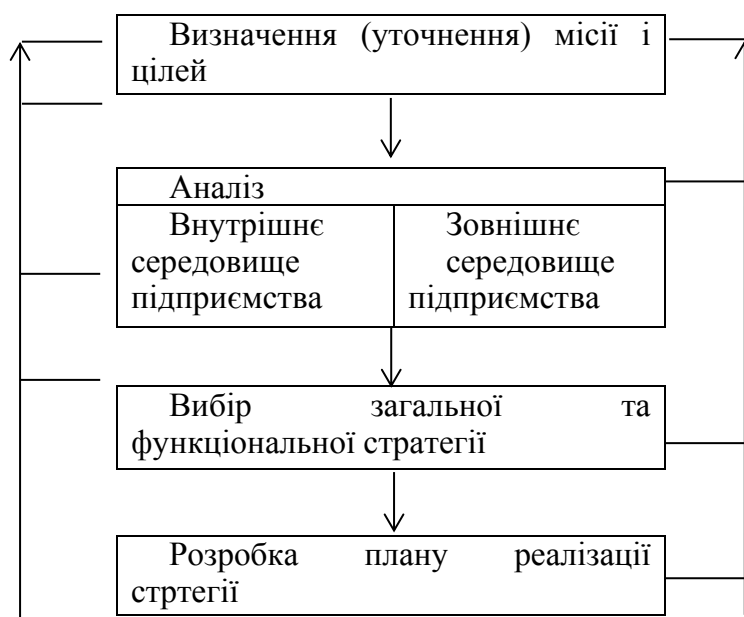 Визначення (уточнення) місії і
цілей
Аналіз
Внутрішнє
середовище
підприємства
Зовнішнє
середовище
підприємства
Вибір загальної та
функціональної стратегії
Розробка плану реалізації
стртегії